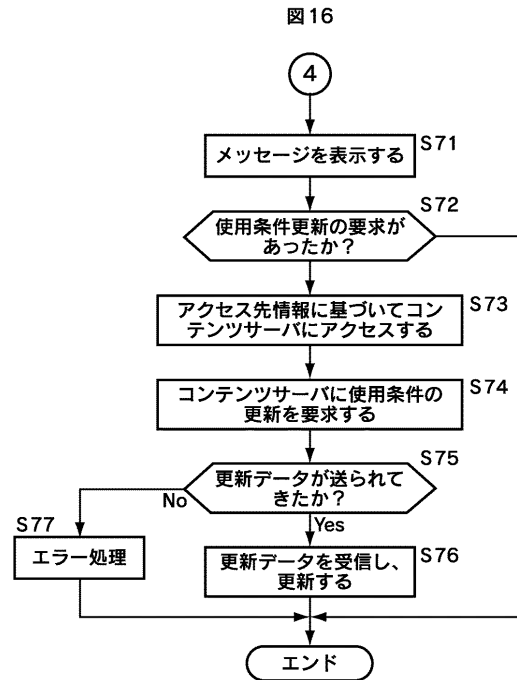 図16
4
メッセージを表示する
S71
使用条件更新の要求が
あったか？
S72
アクセス先情報に基づいてコン
テンツサーバにアクセスする
S73
コンテンツサーバに使用条件の
更新を要求する
S74
更新データが送られて
きたか？
S75
No
Yes
S77
エラー処理
更新データを受信し、
更新する
S76
エンド